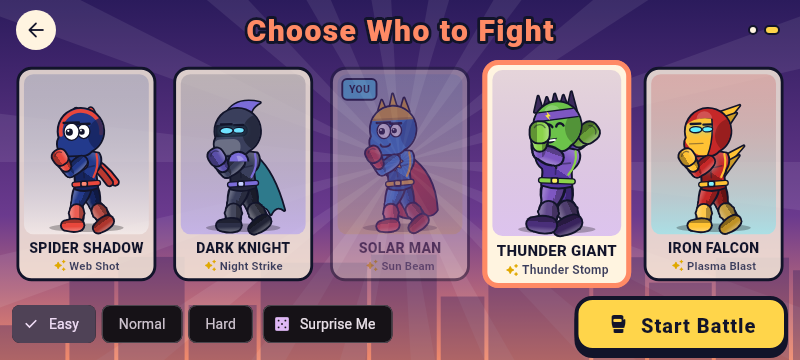 Choose Who to Fight
YOU
SPIDER SHADOW
Web Shot
DARK KNIGHT
Night Strike
SOLAR MAN
Sun Beam
THUNDER GIANT
Thunder Stomp
IRON FALCON
Plasma Blast
Easy
Normal
Hard
Surprise Me
Start Battle